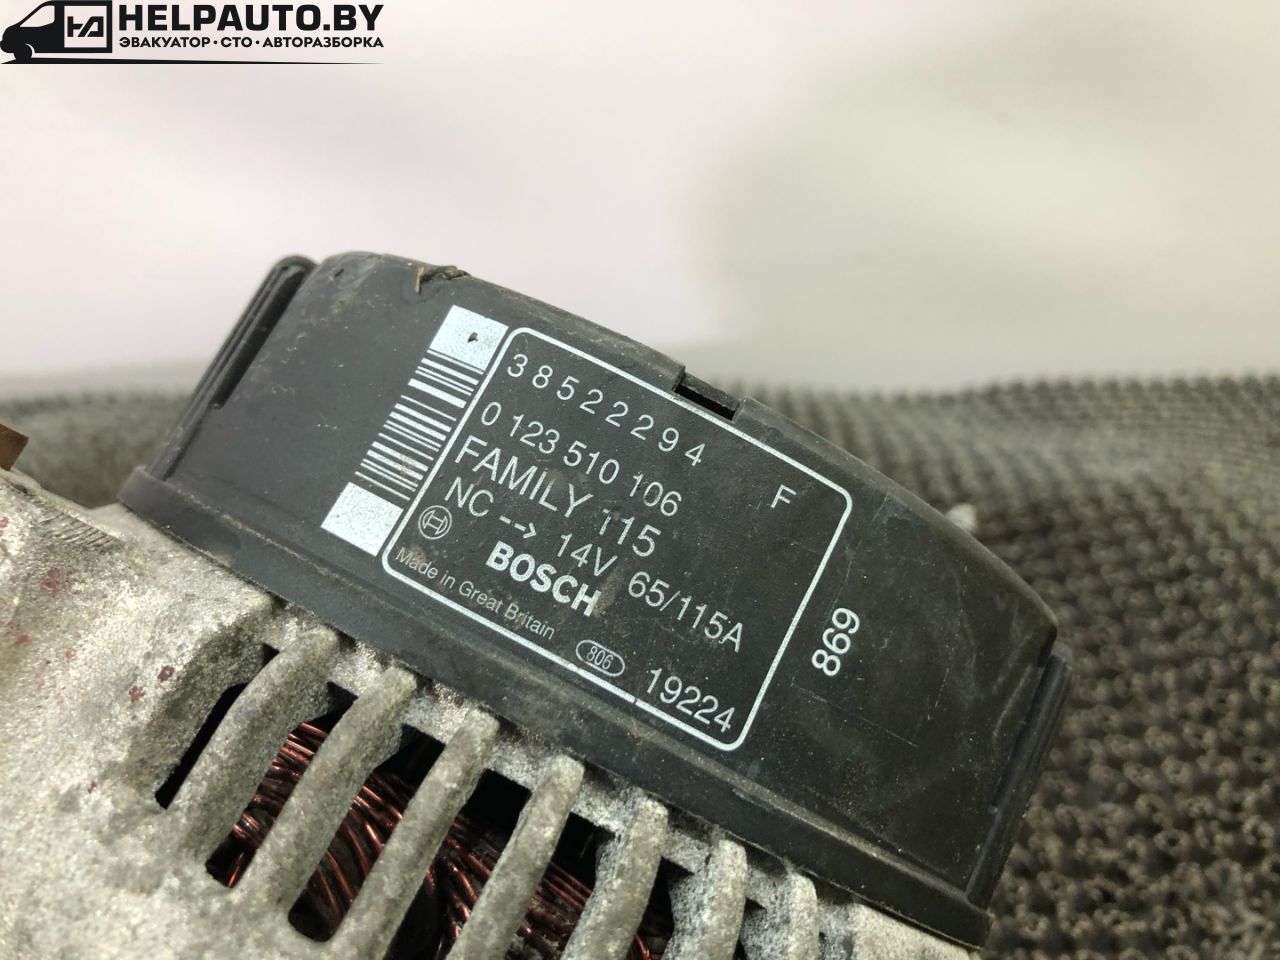 HELPAUTO.BY
ЭВАКУАТОР · СТО · АВТОРАЗБОРКА
38522294
0 123 510 106 F
FAMILY 115
NC --> 14V 65/115A
BOSCH
Made in Great Britain
806 19224
869